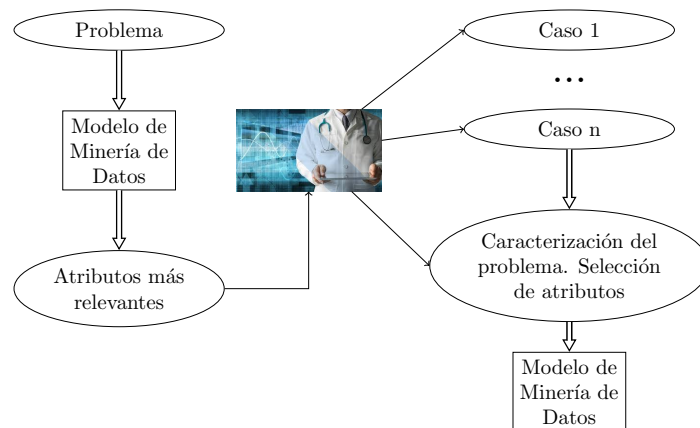 Problema
Modelo de
Minería de
Datos
Atributos más
relevantes
Caso 1
...
Caso n
Caracterización del
problema. Selección
de atributos
Modelo de
Minería de
Datos